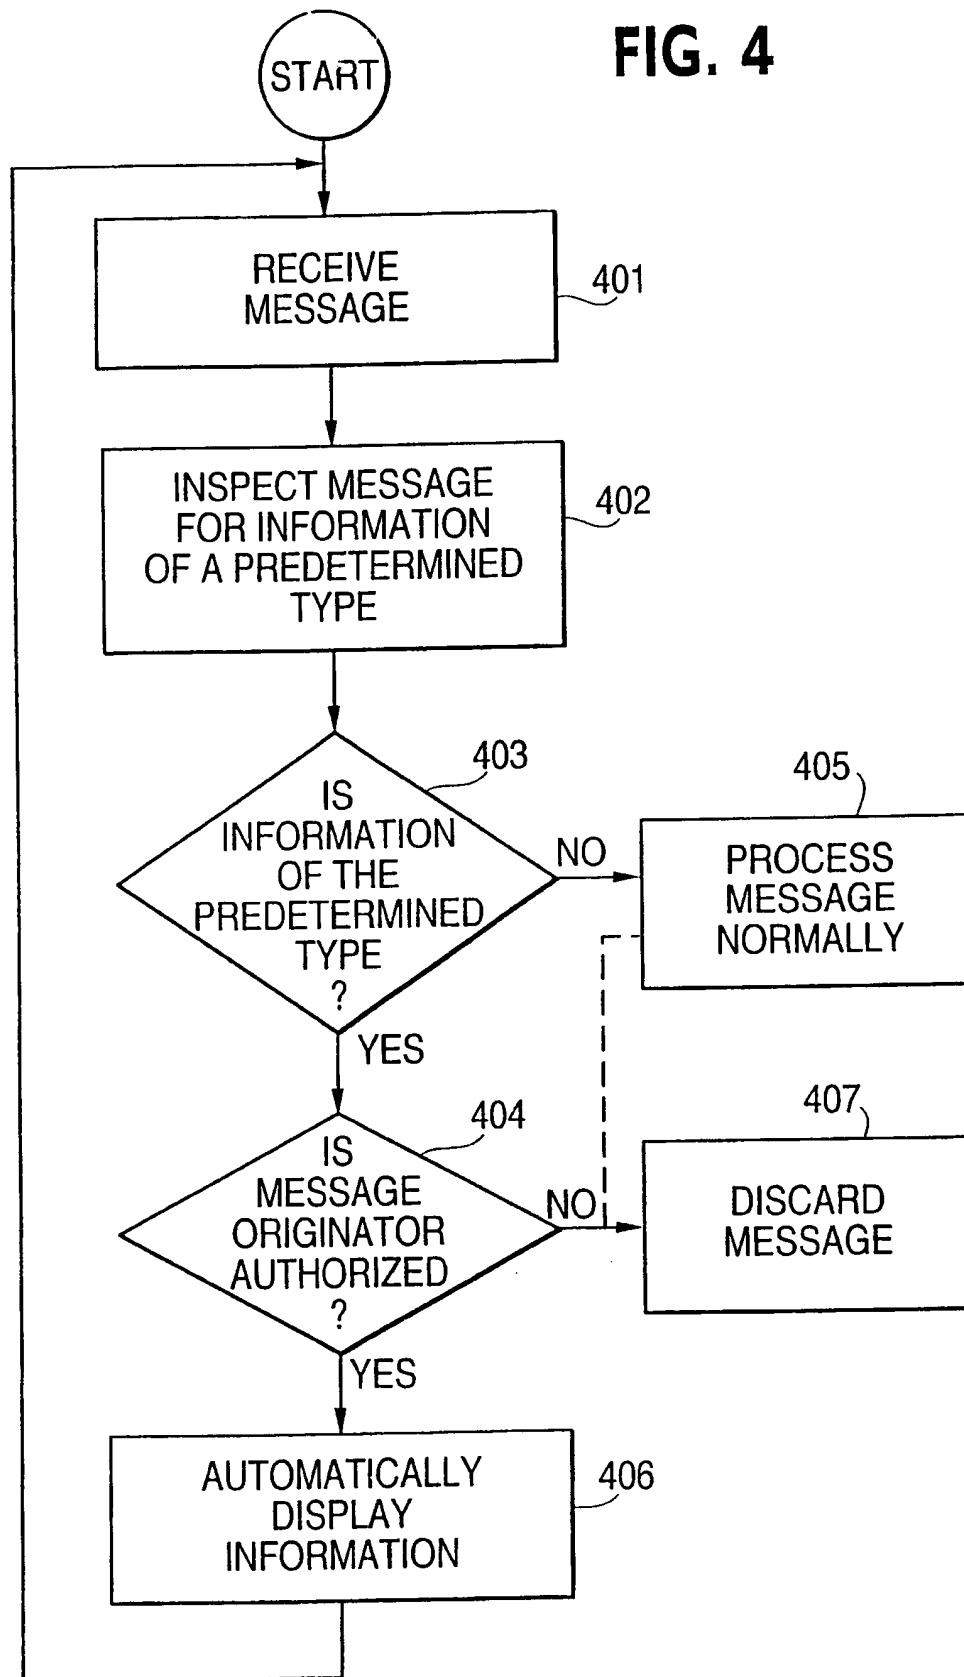 FIG. 4
START
RECEIVE
MESSAGE
401
INSPECT MESSAGE
FOR INFORMATION
OF A PREDETERMINED
TYPE
402
403
IS
INFORMATION
OF THE
PREDETERMINED
TYPE
?
NO
YES
405
PROCESS
MESSAGE
NORMALLY
404
IS
MESSAGE
ORIGINATOR
AUTHORIZED
?
NO
YES
407
DISCARD
MESSAGE
AUTOMATICALLY
DISPLAY
INFORMATION
406